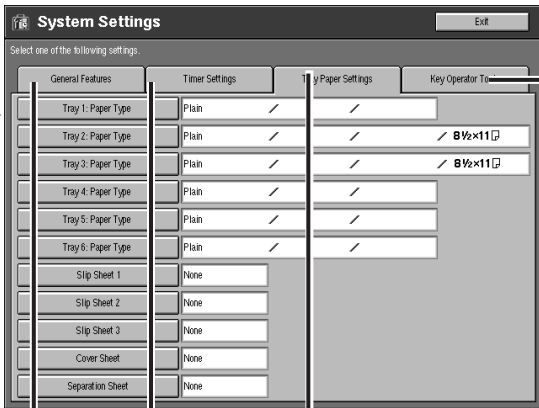 System Settings
Exit
Select one of the following settings.
General Features
Timer Settings
Tray Paper Settings
Key Operator
Tray 1: Paper Type Plain / /
Tray 2: Paper Type Plain / / / 8½×11
Tray 3: Paper Type Plain / / / 8½×11
Tray 4: Paper Type Plain / /
Tray 5: Paper Type Plain / /
Tray 6: Paper Type Plain / /
Slip Sheet 1 None
Slip Sheet 2 None
Slip Sheet 3 None
Cover Sheet None
Separation Sheet None